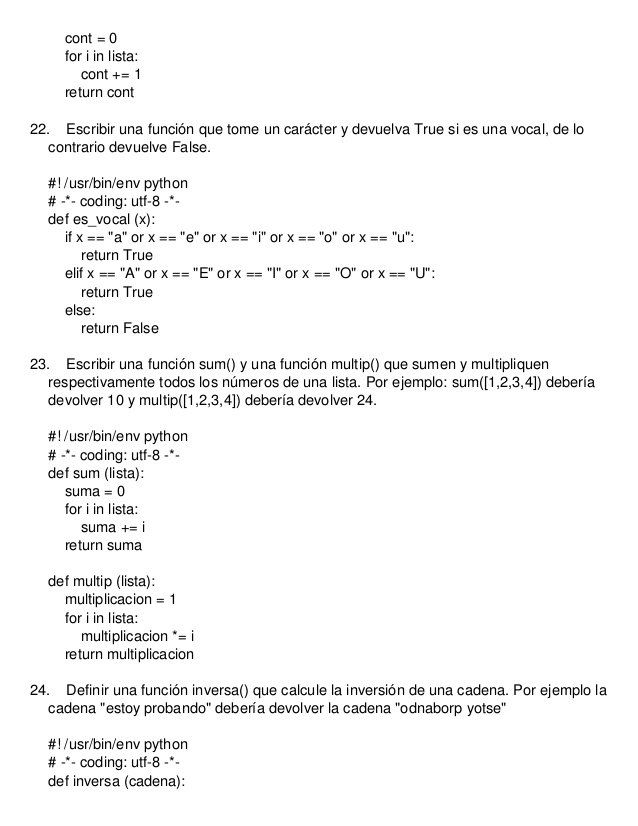 cont = 0
for i in lista:
cont += 1
return cont
22. Escribir una función que tome un carácter y devuelva True si es una vocal, de lo
contrario devuelve False.
#! /usr/bin/env python
# -*- coding: utf-8 -*-
def es_vocal (x):
if x == "a" or x == "e" or x == "i" or x == "o" or x == "u":
return True
elif x == "A" or x == "E" or x == "I" or x == "O" or x == "U":
return True
else:
return False
23. Escribir una función sum() y una función multip() que sumen y multipliquen
respectivamente todos los números de una lista. Por ejemplo: sum([1,2,3,4]) debería
devolver 10 y multip([1,2,3,4]) debería devolver 24.
#! /usr/bin/env python
# -*- coding: utf-8 -*-
def sum (lista):
suma = 0
for i in lista:
suma += i
return suma
def multip (lista):
multiplicacion = 1
for i in lista:
multiplicacion *= i
return multiplicacion
24. Definir una función inversa() que calcule la inversión de una cadena. Por ejemplo la
cadena "estoy probando" debería devolver la cadena "odnaborp yotse"
#! /usr/bin/env python
# -*- coding: utf-8 -*-
def inversa (cadena):